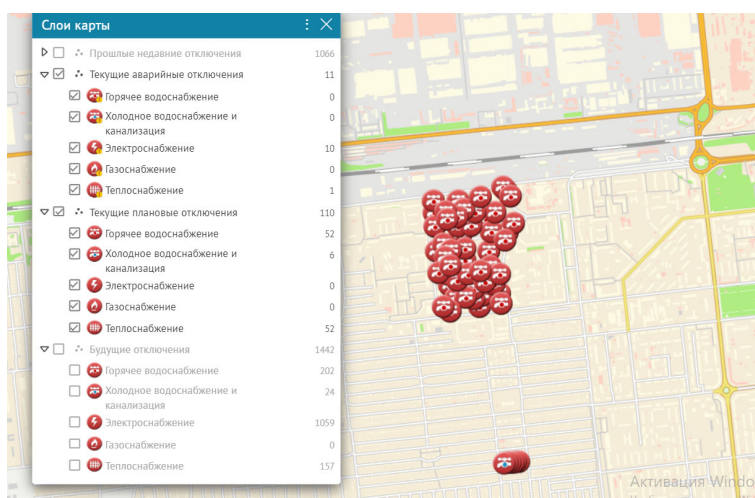 Слои карты
Прошлые недавние отключения 1066
Текущие аварийные отключения 11
Горячее водоснабжение 0
Холодное водоснабжение и 0
канализация
Электроснабжение 10
Газоснабжение 0
Теплоснабжение 1
Текущие плановые отключения 110
Горячее водоснабжение 52
Холодное водоснабжение и 6
канализация
Электроснабжение 0
Газоснабжение 0
Теплоснабжение 52
Будущие отключения 1442
Горячее водоснабжение 202
Холодное водоснабжение и 24
канализация
Электроснабжение 1059
Газоснабжение 0
Теплоснабжение 157
Активация Windo